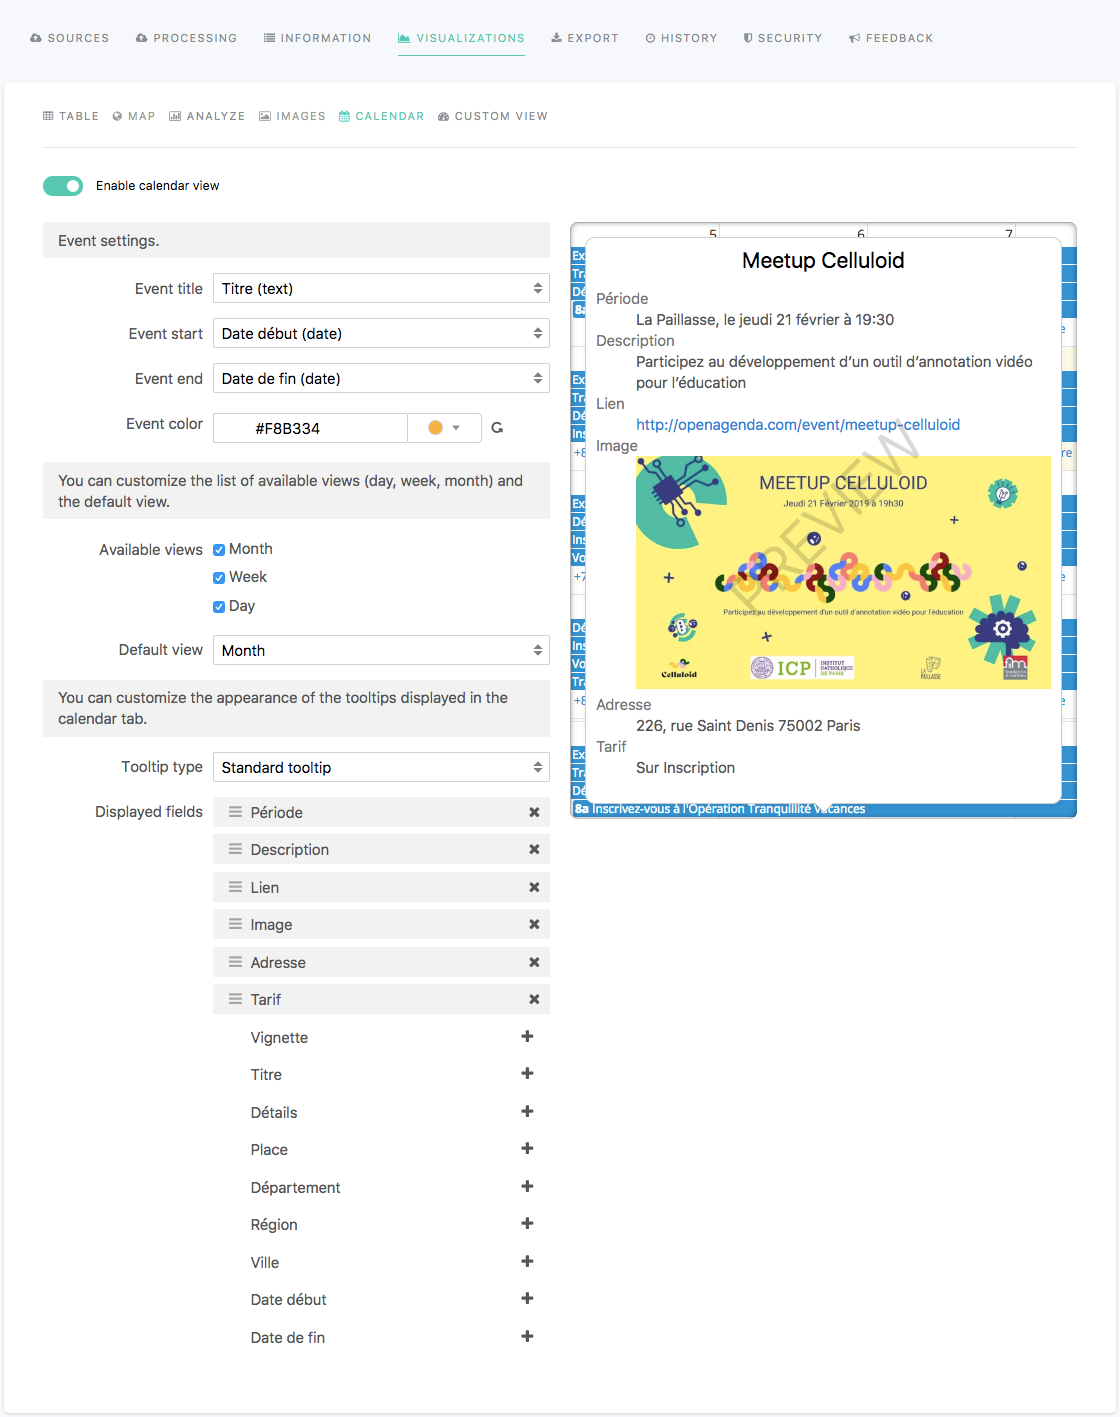 SOURCES PROCESSING INFORMATION VISUALIZATIONS EXPORT HISTORY SECURITY FEEDBACK
TABLE MAP ANALYZE IMAGES CALENDAR CUSTOM VIEW
Enable calendar view
Event settings.
Event title Titre (text)
Event start Date début (date)
Event end Date de fin (date)
Event color #F8B334
You can customize the list of available views (day, week, month) and
the default view.
Available views Month
Week
Day
Default view Month
You can customize the appearance of the tooltips displayed in the
calendar tab.
Tooltip type Standard tooltip
Displayed fields Période
Description
Lien
Image
Adresse
Tarif
Vignette
Titre
Détails
Place
Département
Région
Ville
Date début
Date de fin
5 6 7
Meetup Celluloid
Période
La Paillasse, le jeudi 21 février à 19:30
Description
Participez au développement d’un outil d’annotation vidéo
pour l’éducation
Lien
http://openagenda.com/event/meetup-celluloid
Image
MEETUP CELLULOID
Jeudi 21 Février 2019 à 19h30
PREVIEW
Participez au développement d'un outil d'annotation vidéo pour l'éducation
Celluloid
ICP INSTITUT
CATHOLIQUE
DE PARIS
LA
PAILLASSE
fim
Adresse
226, rue Saint Denis 75002 Paris
Tarif
Sur Inscription
8a Inscrivez-vous à l'Opération Tranquillité Vacances